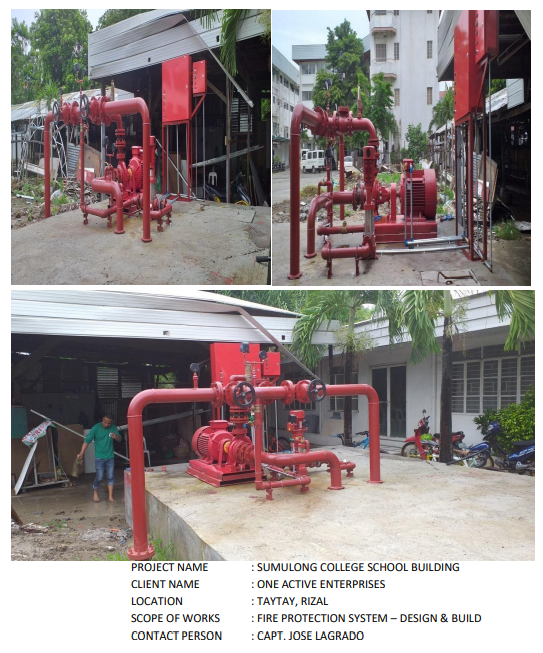 PROJECT NAME : SUMULONG COLLEGE SCHOOL BUILDING
CLIENT NAME : ONE ACTIVE ENTERPRISES
LOCATION : TAYTAY, RIZAL
SCOPE OF WORKS : FIRE PROTECTION SYSTEM – DESIGN & BUILD
CONTACT PERSON : CAPT. JOSE LAGRADO